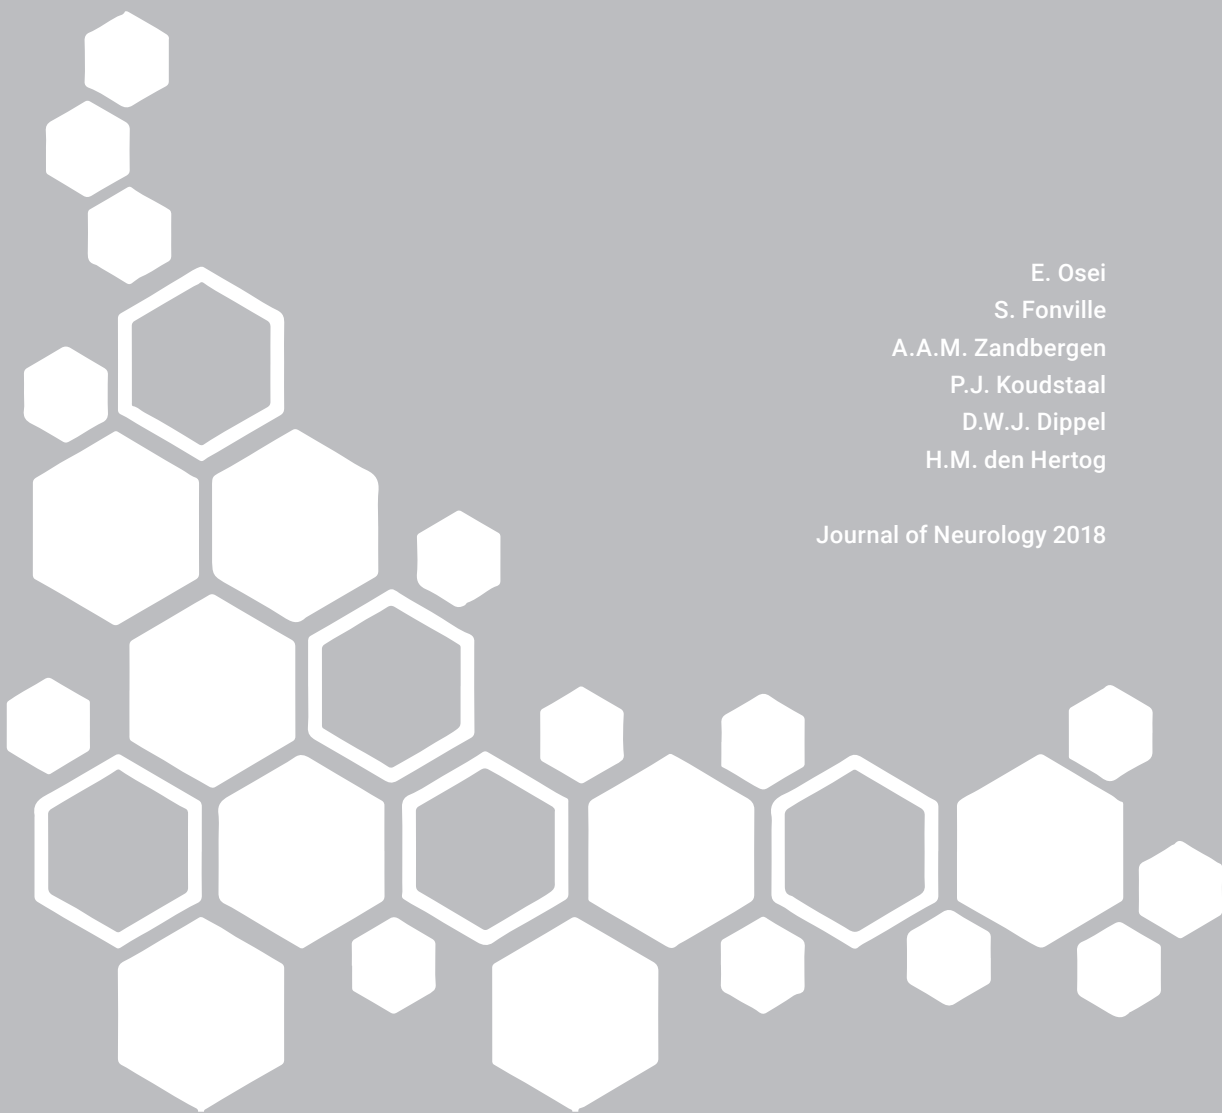 E. Osei
S. Fonville
A.A.M. Zandbergen
P.J. Koudstaal
D.W.J. Dippel
H.M. den Hertog
Journal of Neurology 2018